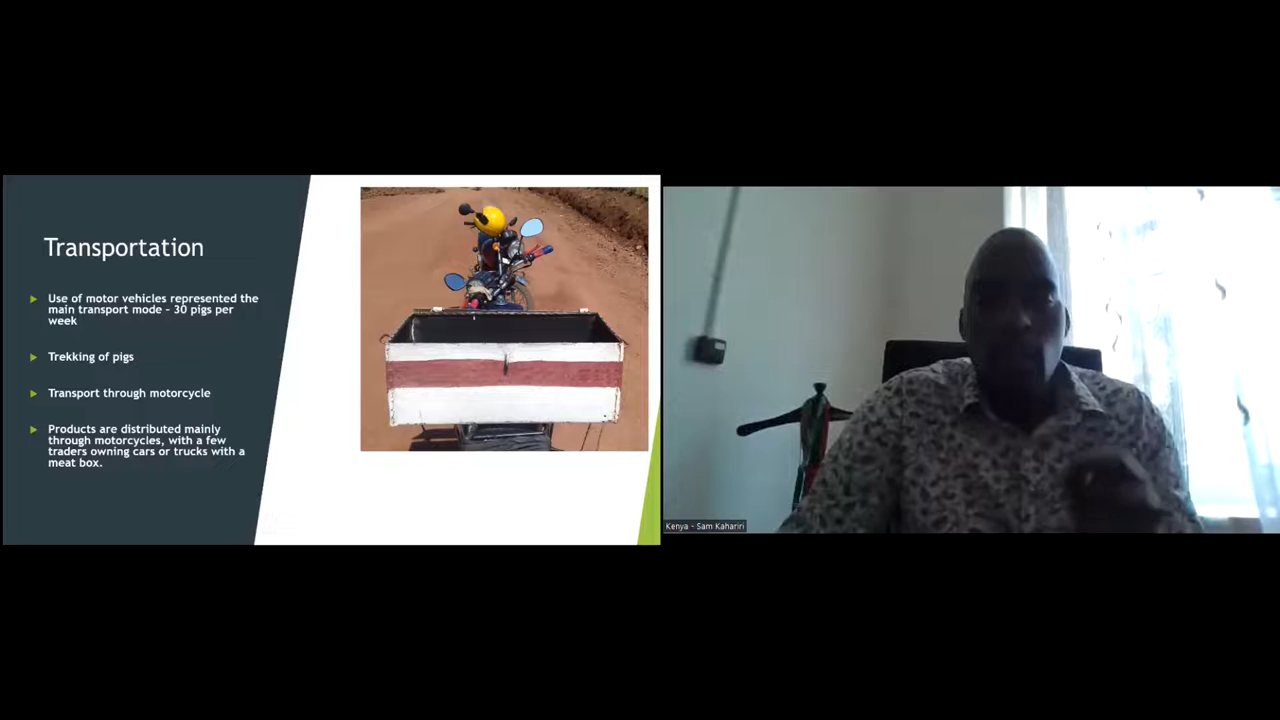 Transportation
Use of motor vehicles represented the
main transport mode – 30 pigs per
week
Trekking of pigs
Transport through motorcycle
Products are distributed mainly
through motorcycles, with a few
traders owning cars or trucks with a
meat box.
Kenya - Sam Kahariri